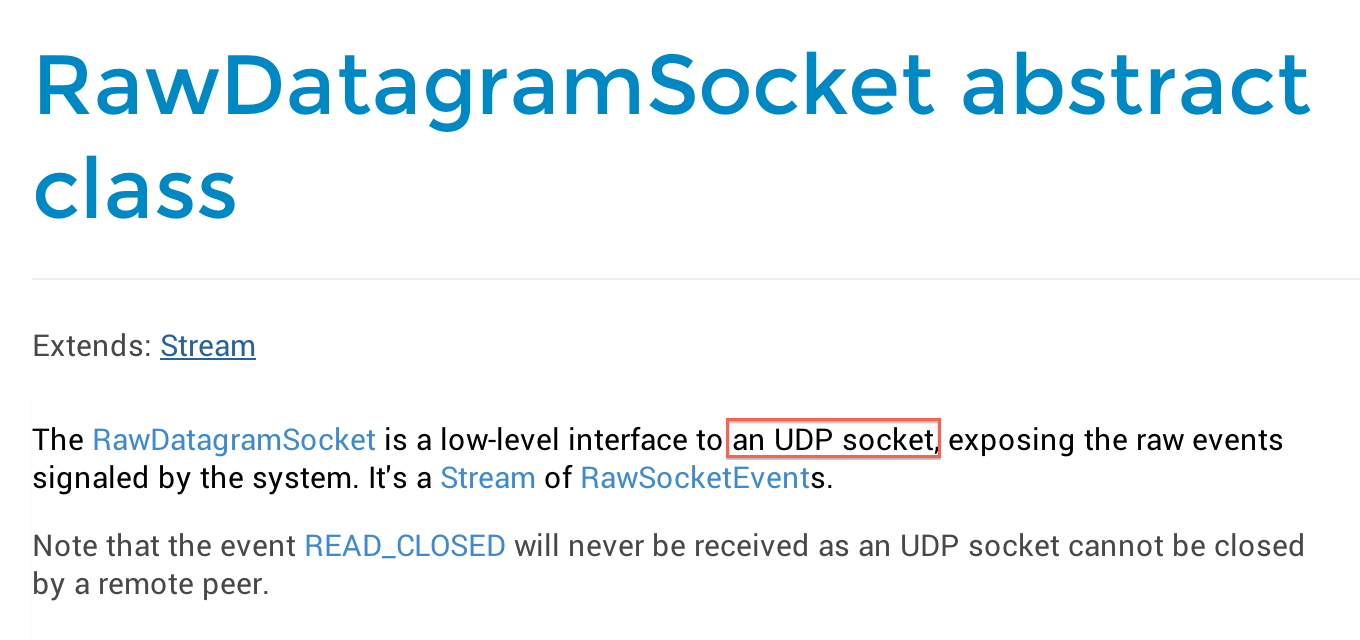 RawDatagramSocket abstract
class
Extends: Stream
The RawDatagramSocket is a low-level interface to an UDP socket, exposing the raw events
signaled by the system. It's a Stream of RawSocketEvents.
Note that the event READ_CLOSED will never be received as an UDP socket cannot be closed
by a remote peer.